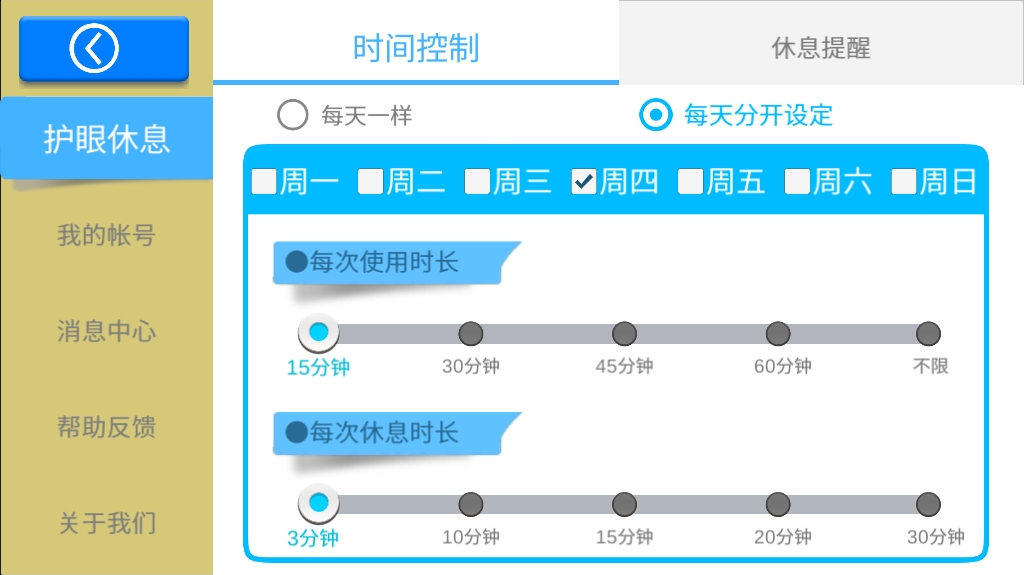 时间控制
休息提醒
护眼休息
我的帐号
消息中心
帮助反馈
关于我们
每天一样
每天分开设定
周一 周二 周三 周四 周五 周六 周日
每次使用时长
15分钟 30分钟 45分钟 60分钟 不限
每次休息时长
3分钟 10分钟 15分钟 20分钟 30分钟